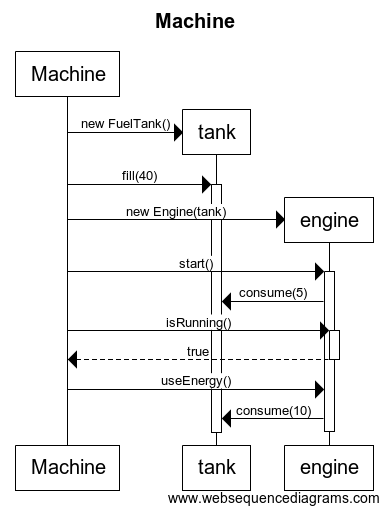 Machine
Machine
new FuelTank()
tank
fill(40)
new Engine(tank)
engine
start()
consume(5)
isRunning()
true
useEnergy()
consume(10)
Machine
tank
engine
www.websequencediagrams.com